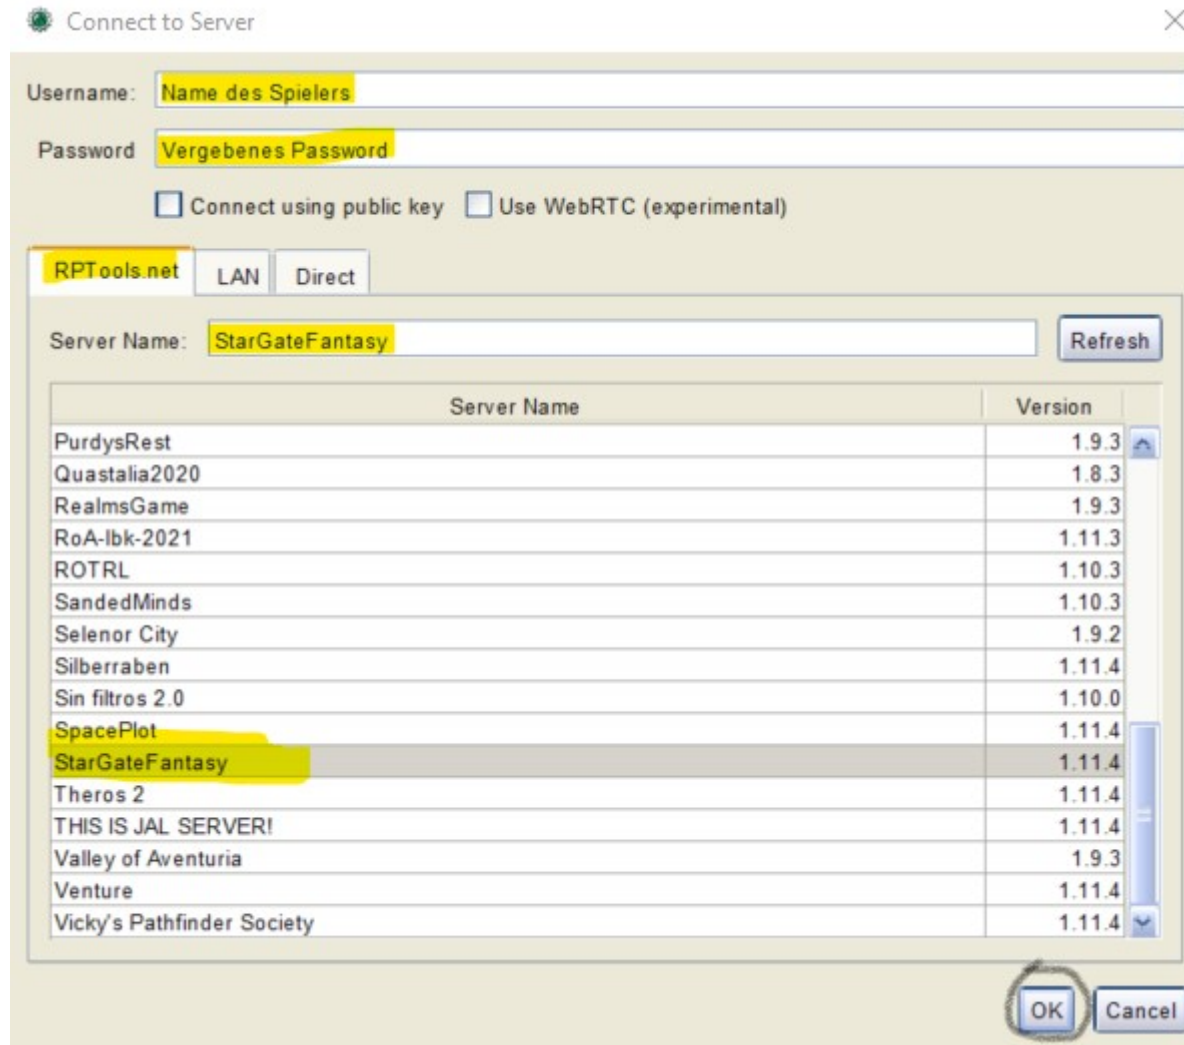 Connect to Server
Username: Name des Spielers
Password Vergebenes Password
Connect using public key Use WebRTC (experimental)
RPTools.net LAN Direct
Server Name: StarGateFantasy Refresh
Server Name Version
PurdysRest 1.9.3
Quastalia2020 1.8.3
RealmsGame 1.9.3
RoA-Ibk-2021 1.11.3
ROTRL 1.10.3
SandedMinds 1.10.3
Selenor City 1.9.2
Silberraben 1.11.4
Sin filtros 2.0 1.10.0
SpacePlot 1.11.4
StarGateFantasy 1.11.4
Theros 2 1.11.4
THIS IS JAL SERVER! 1.11.4
Valley of Aventuria 1.9.3
Venture 1.11.4
Vicky's Pathfinder Society 1.11.4
OK Cancel